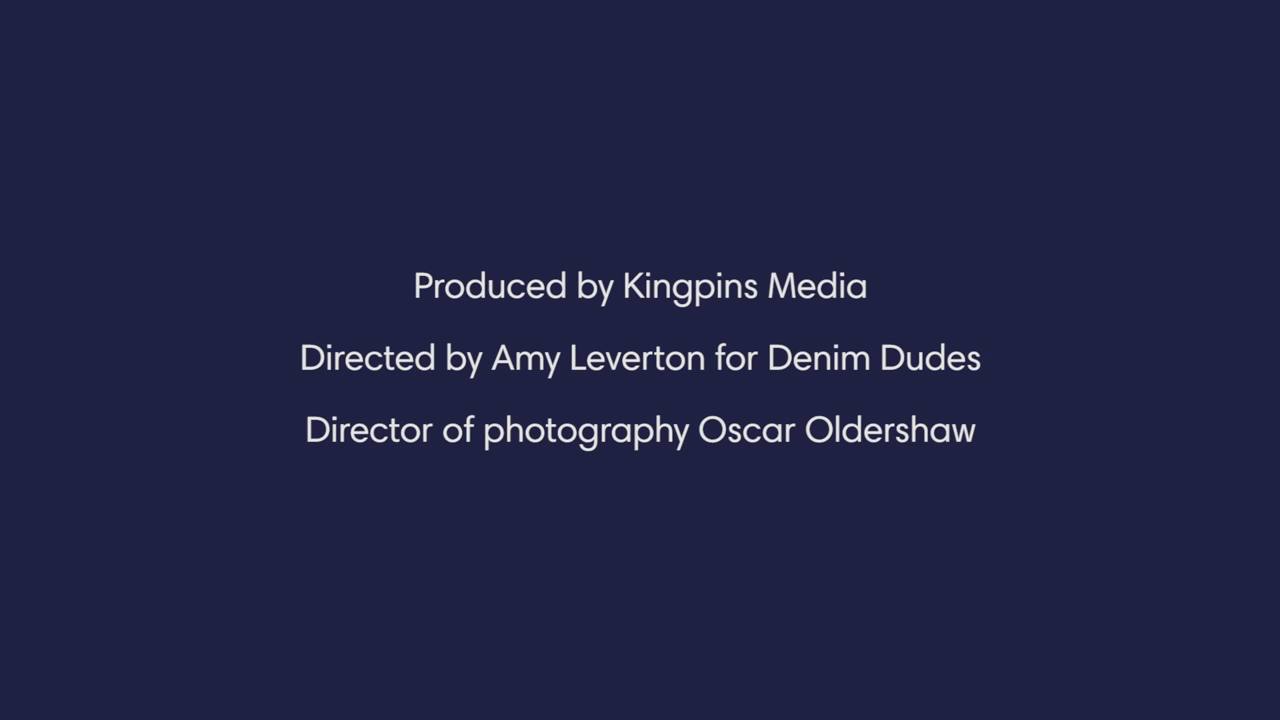 Produced by Kingpins Media
Directed by Amy Leverton for Denim Dudes
Director of photography Oscar Oldershaw